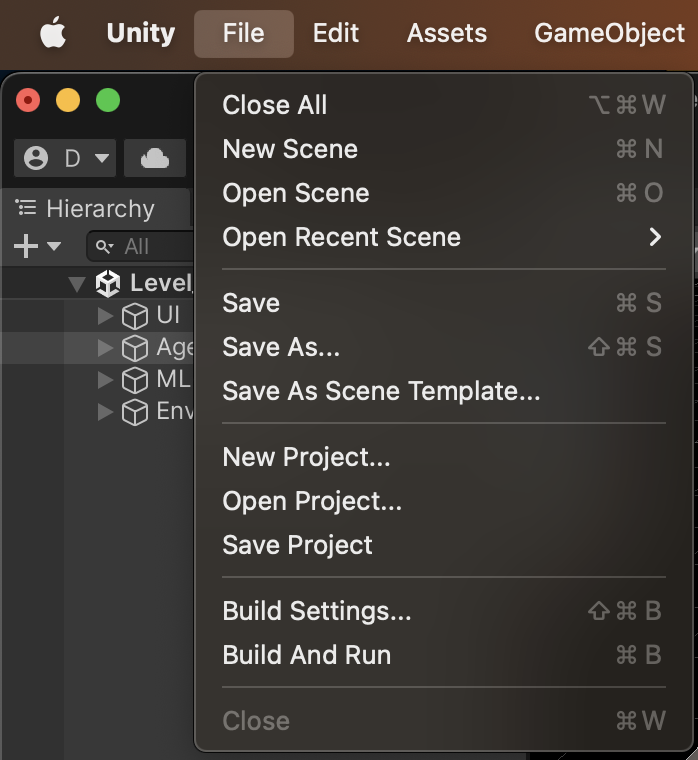 Unity File Edit Assets GameObject
Close All ⌥⌘W
D New Scene ⌘N
Open Scene ⌘O
Hierarchy
Open Recent Scene
All
Level_
Save ⌘S
UI
Save As... ⇧⌘S
Age
ML
Save As Scene Template...
Env
New Project...
Open Project...
Save Project
Build Settings... ⇧⌘B
Build And Run ⌘B
Close ⌘W